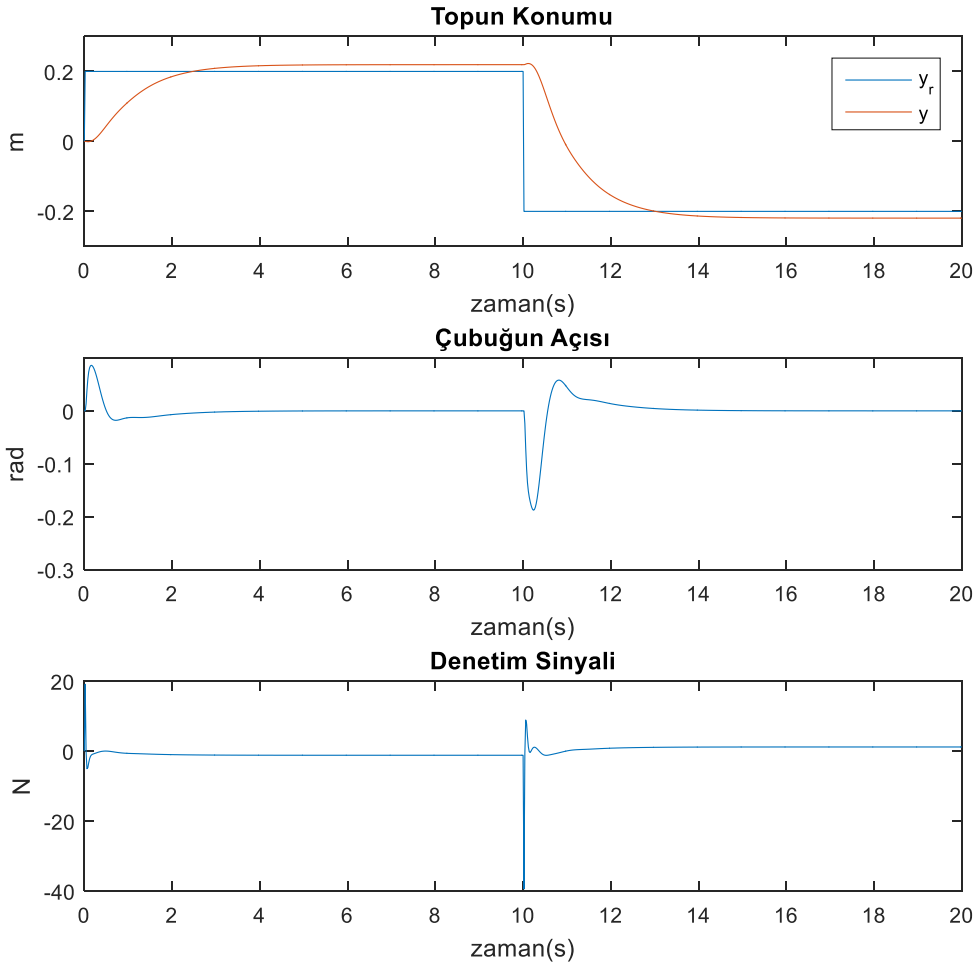 Topun Konumu
m
0.2
0
-0.2
y_r
y
0 2 4 6 8 10 12 14 16 18 20
zaman(s)
Çubuğun Açısı
rad
0
-0.1
-0.2
-0.3
0 2 4 6 8 10 12 14 16 18 20
zaman(s)
Denetim Sinyali
N
20
0
-20
-40
0 2 4 6 8 10 12 14 16 18 20
zaman(s)